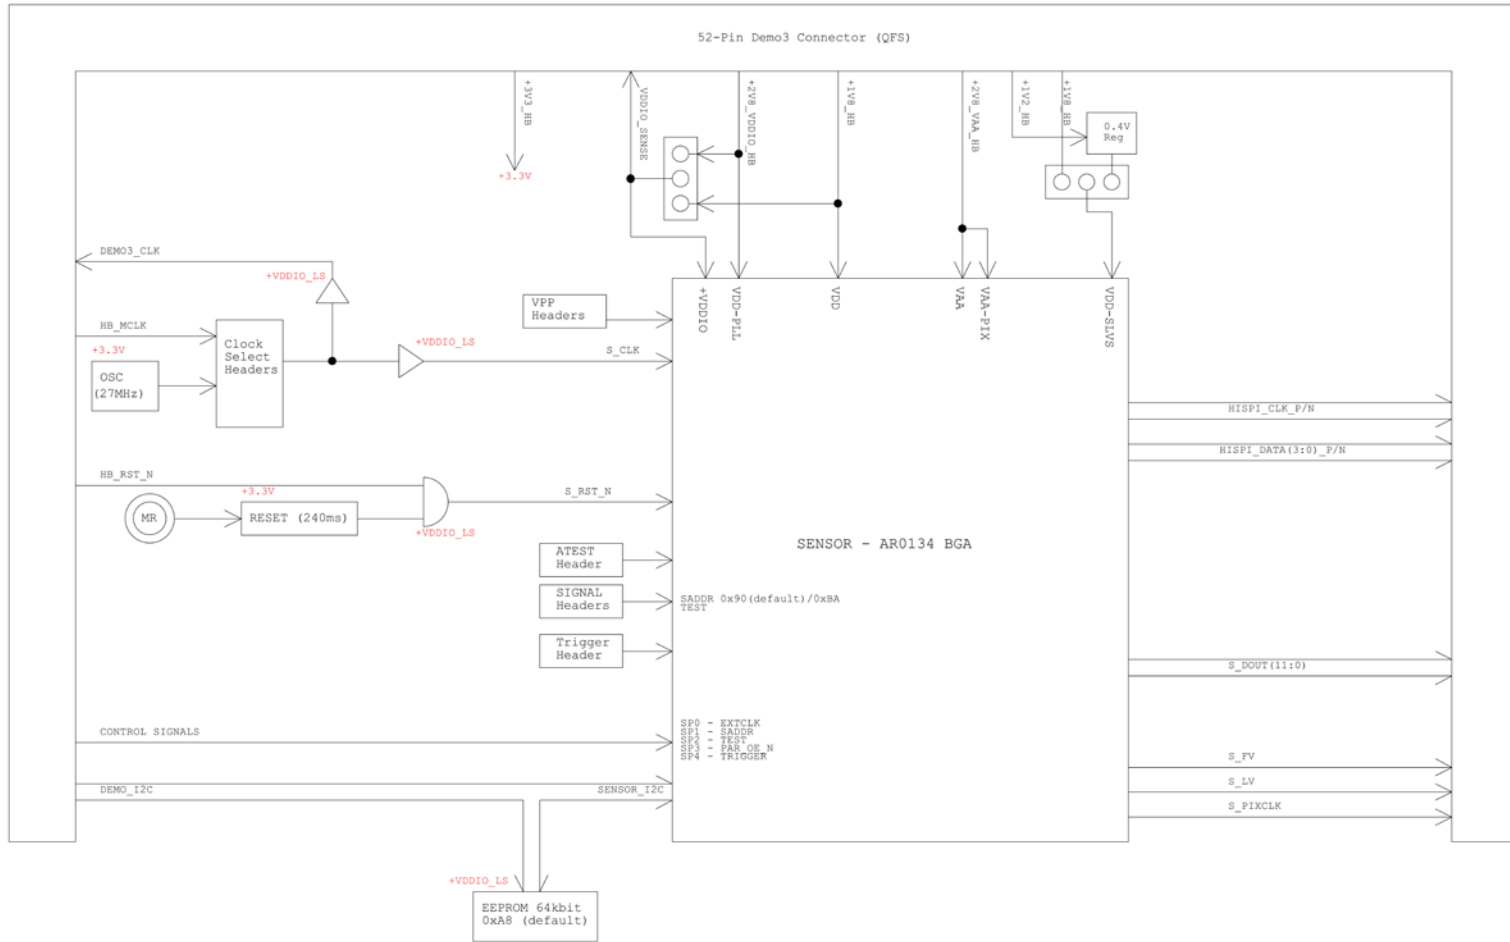 52-Pin Demo3 Connector (QFS)
+3V3_HB
VDDIO_SENSE
+2V8_VDDIO_HB
+1V8_HB
+2V8_VAA_HB
+1V2_HB
+1V8_HB
0.4V
Reg
+3.3V
DEMO3_CLK
+VDDIO_LS
VPP
Headers
+VDDIO
VDD-PLL
VDD
VAA
VAA-PIX
VDD-SLVS
HB_MCLK
+3.3V
OSC
(27MHz)
Clock
Select
Headers
+VDDIO_LS
S_CLK
HISPI_CLK_P/N
HISPI_DATA(3:0)_P/N
HB_RST_N
+3.3V
MR
RESET (240ms)
+VDDIO_LS
S_RST_N
SENSOR - AR0134 BGA
ATEST
Header
SIGNAL
Headers
SADDR 0x90(default)/0xBA
TEST
Trigger
Header
S_DOUT(11:0)
CONTROL SIGNALS
SP0 - EXTCLK
SP1 - SADDR
SP2 - TEST
SP3 - PAR_OE_N
SP4 - TRIGGER
S_FV
S_LV
S_PIXCLK
DEMO_I2C
SENSOR_I2C
+VDDIO_LS
EEPROM 64kbit
0xA8 (default)